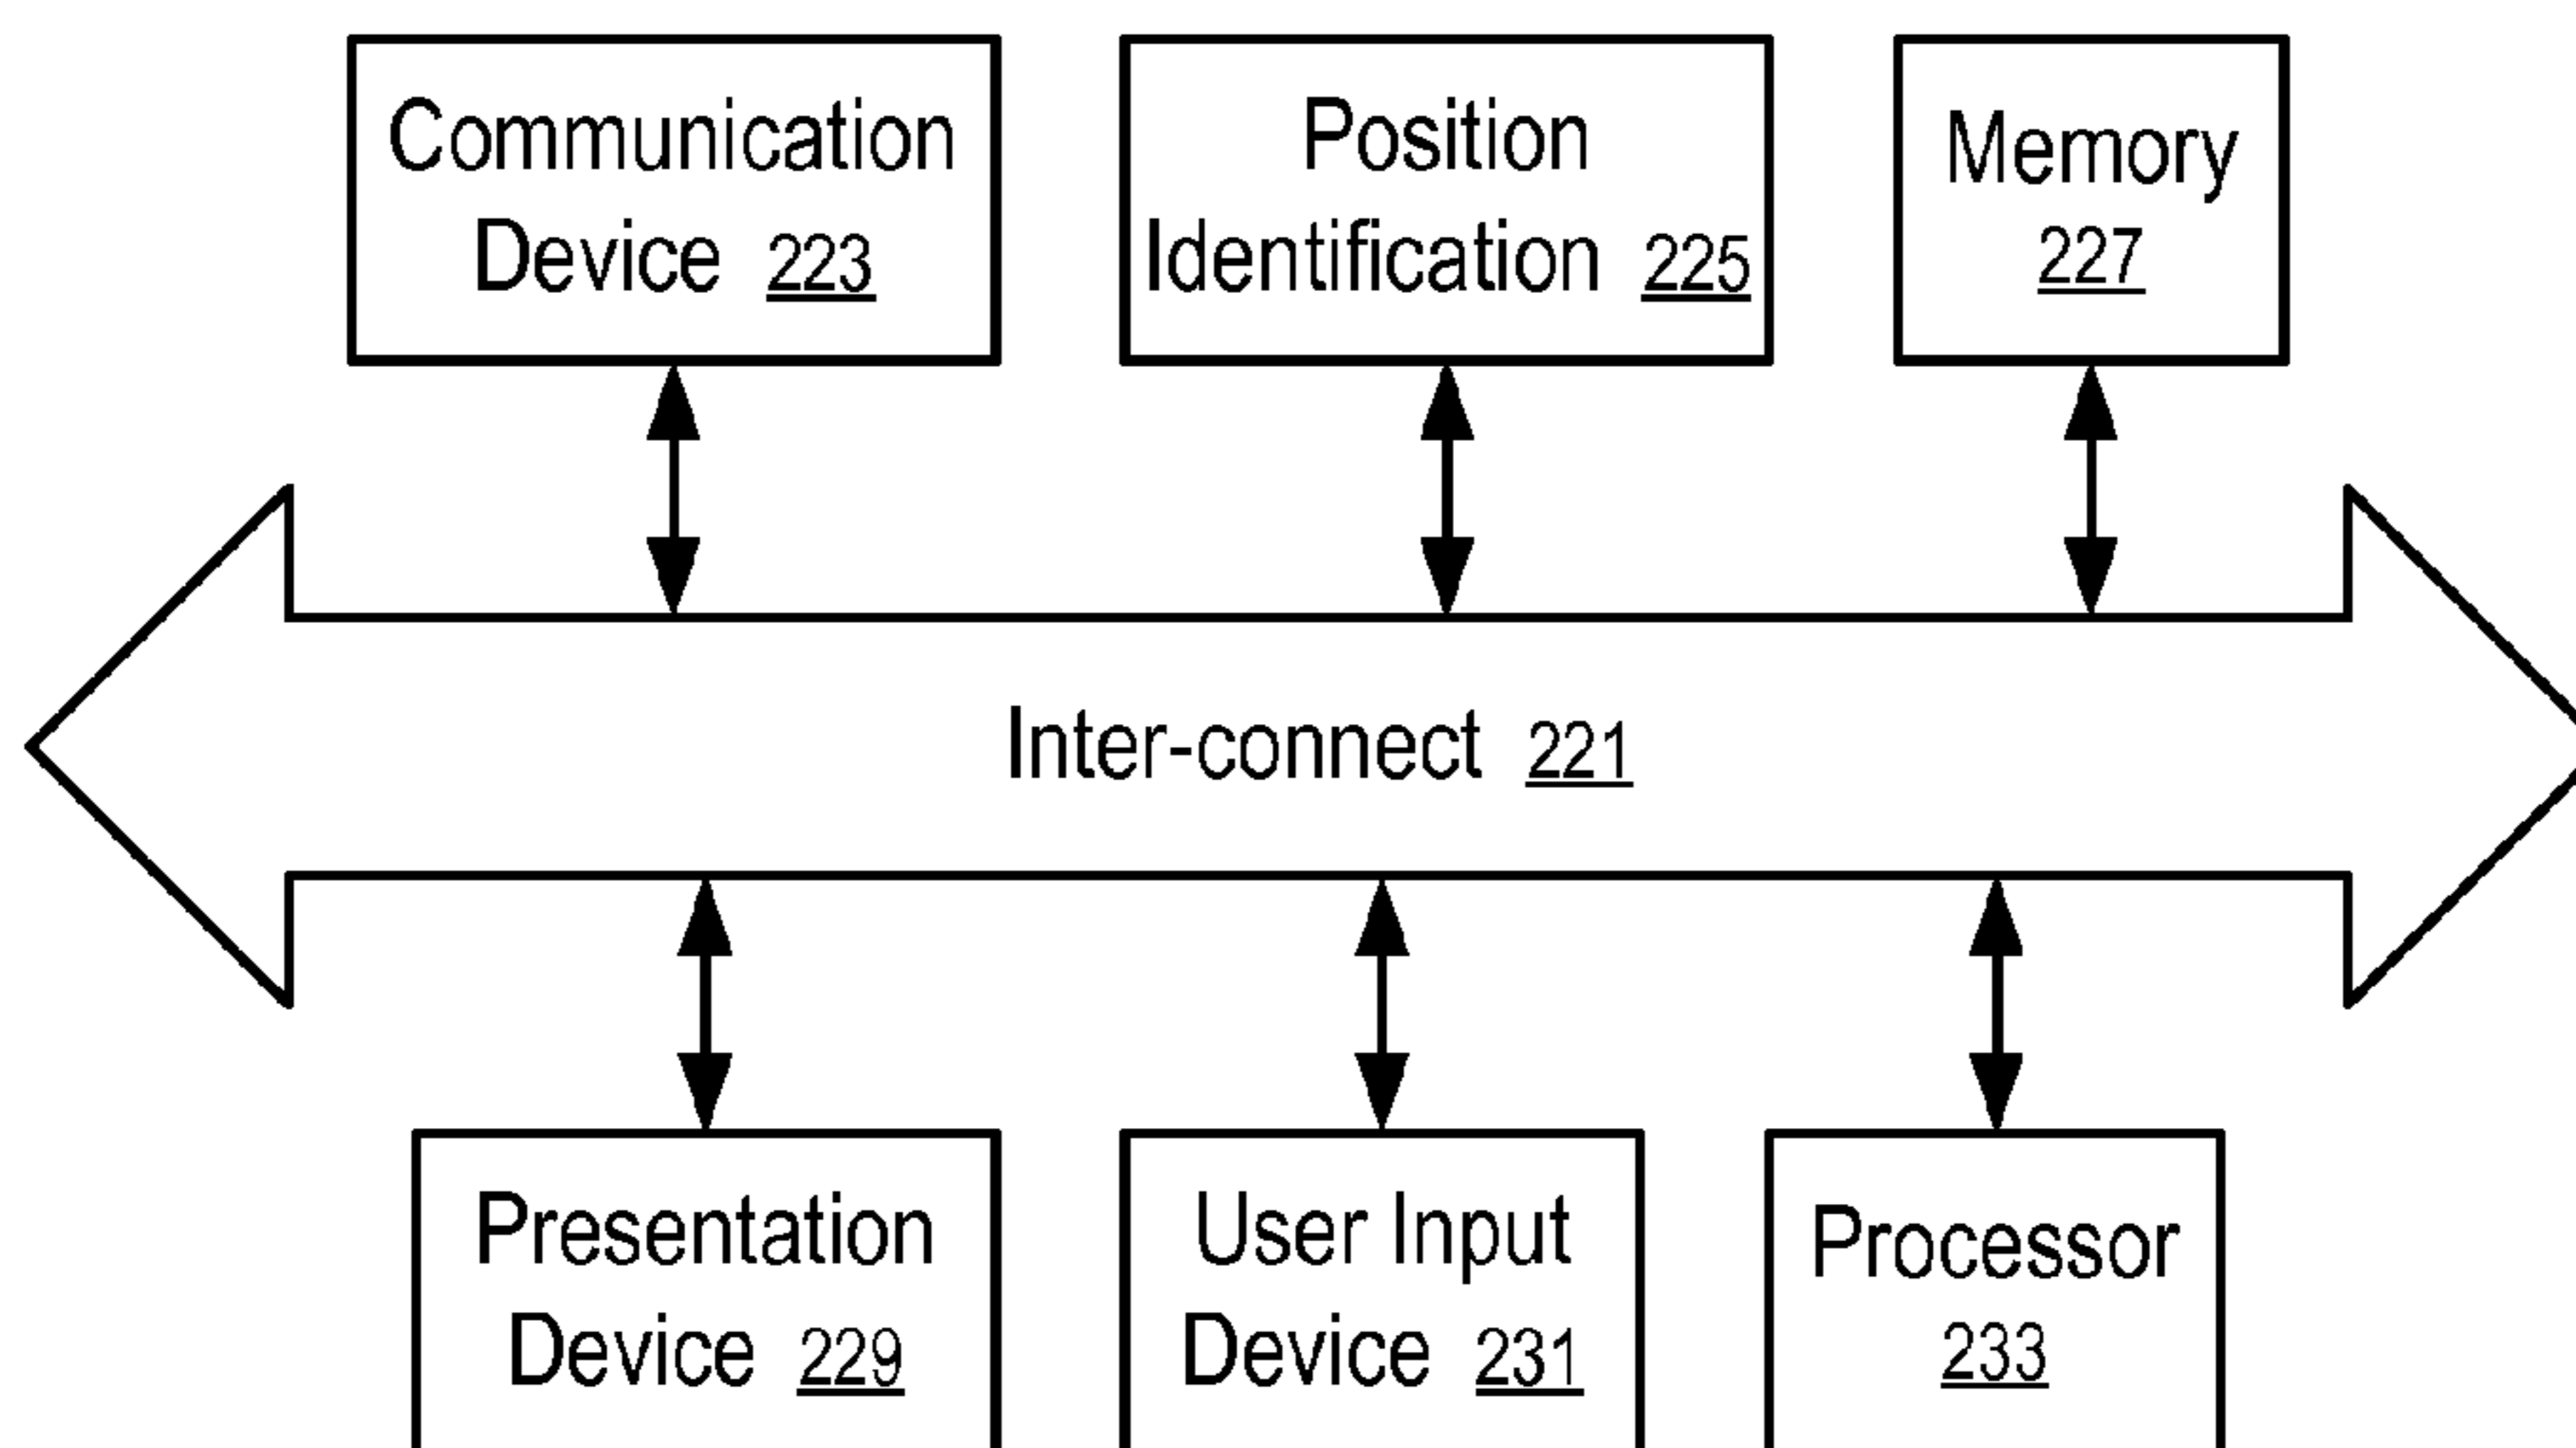 Communication
Device 223
Position
Identification 225
Memory
227
Inter-connect 221
Presentation
Device 229
User Input
Device 231
Processor
233